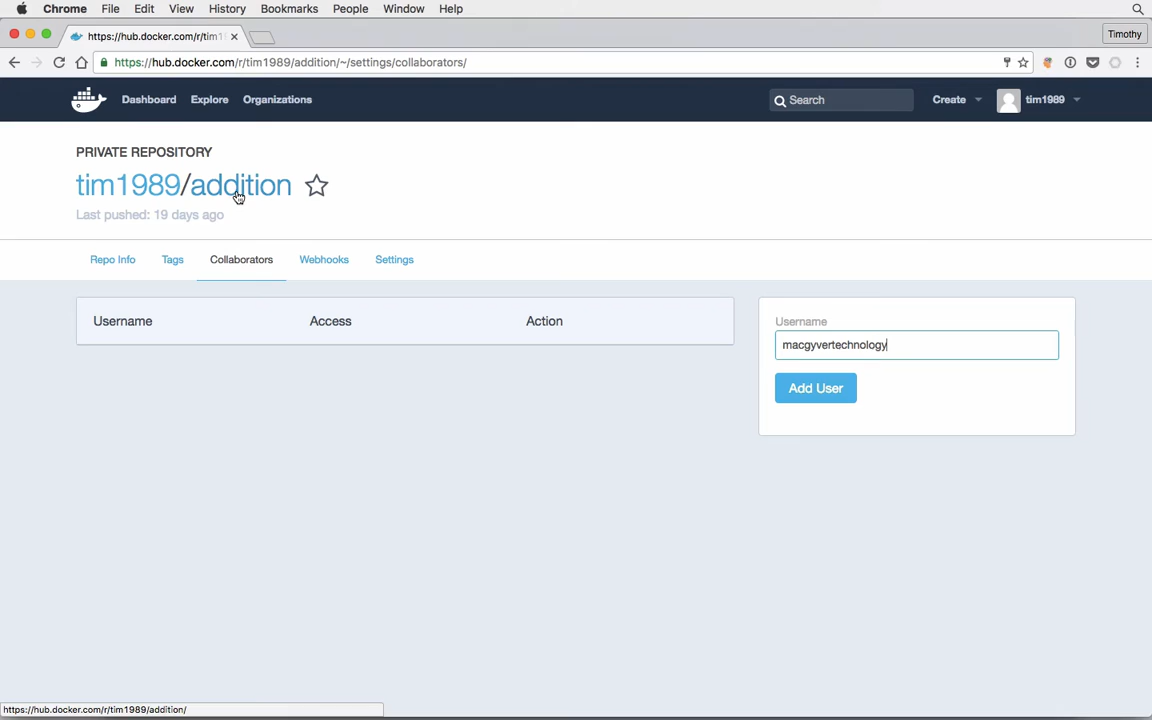 Chrome File Edit View History Bookmarks People Window Help
https://hub.docker.com/r/tim1
Timothy
https://hub.docker.com/r/tim1989/addition/~/settings/collaborators/
Dashboard Explore Organizations Search Create tim1989
PRIVATE REPOSITORY
tim1989/addition
Last pushed: 19 days ago
Repo Info Tags Collaborators Webhooks Settings
Username Access Action
Username
macgyvertechnology
Add User
https://hub.docker.com/r/tim1989/addition/